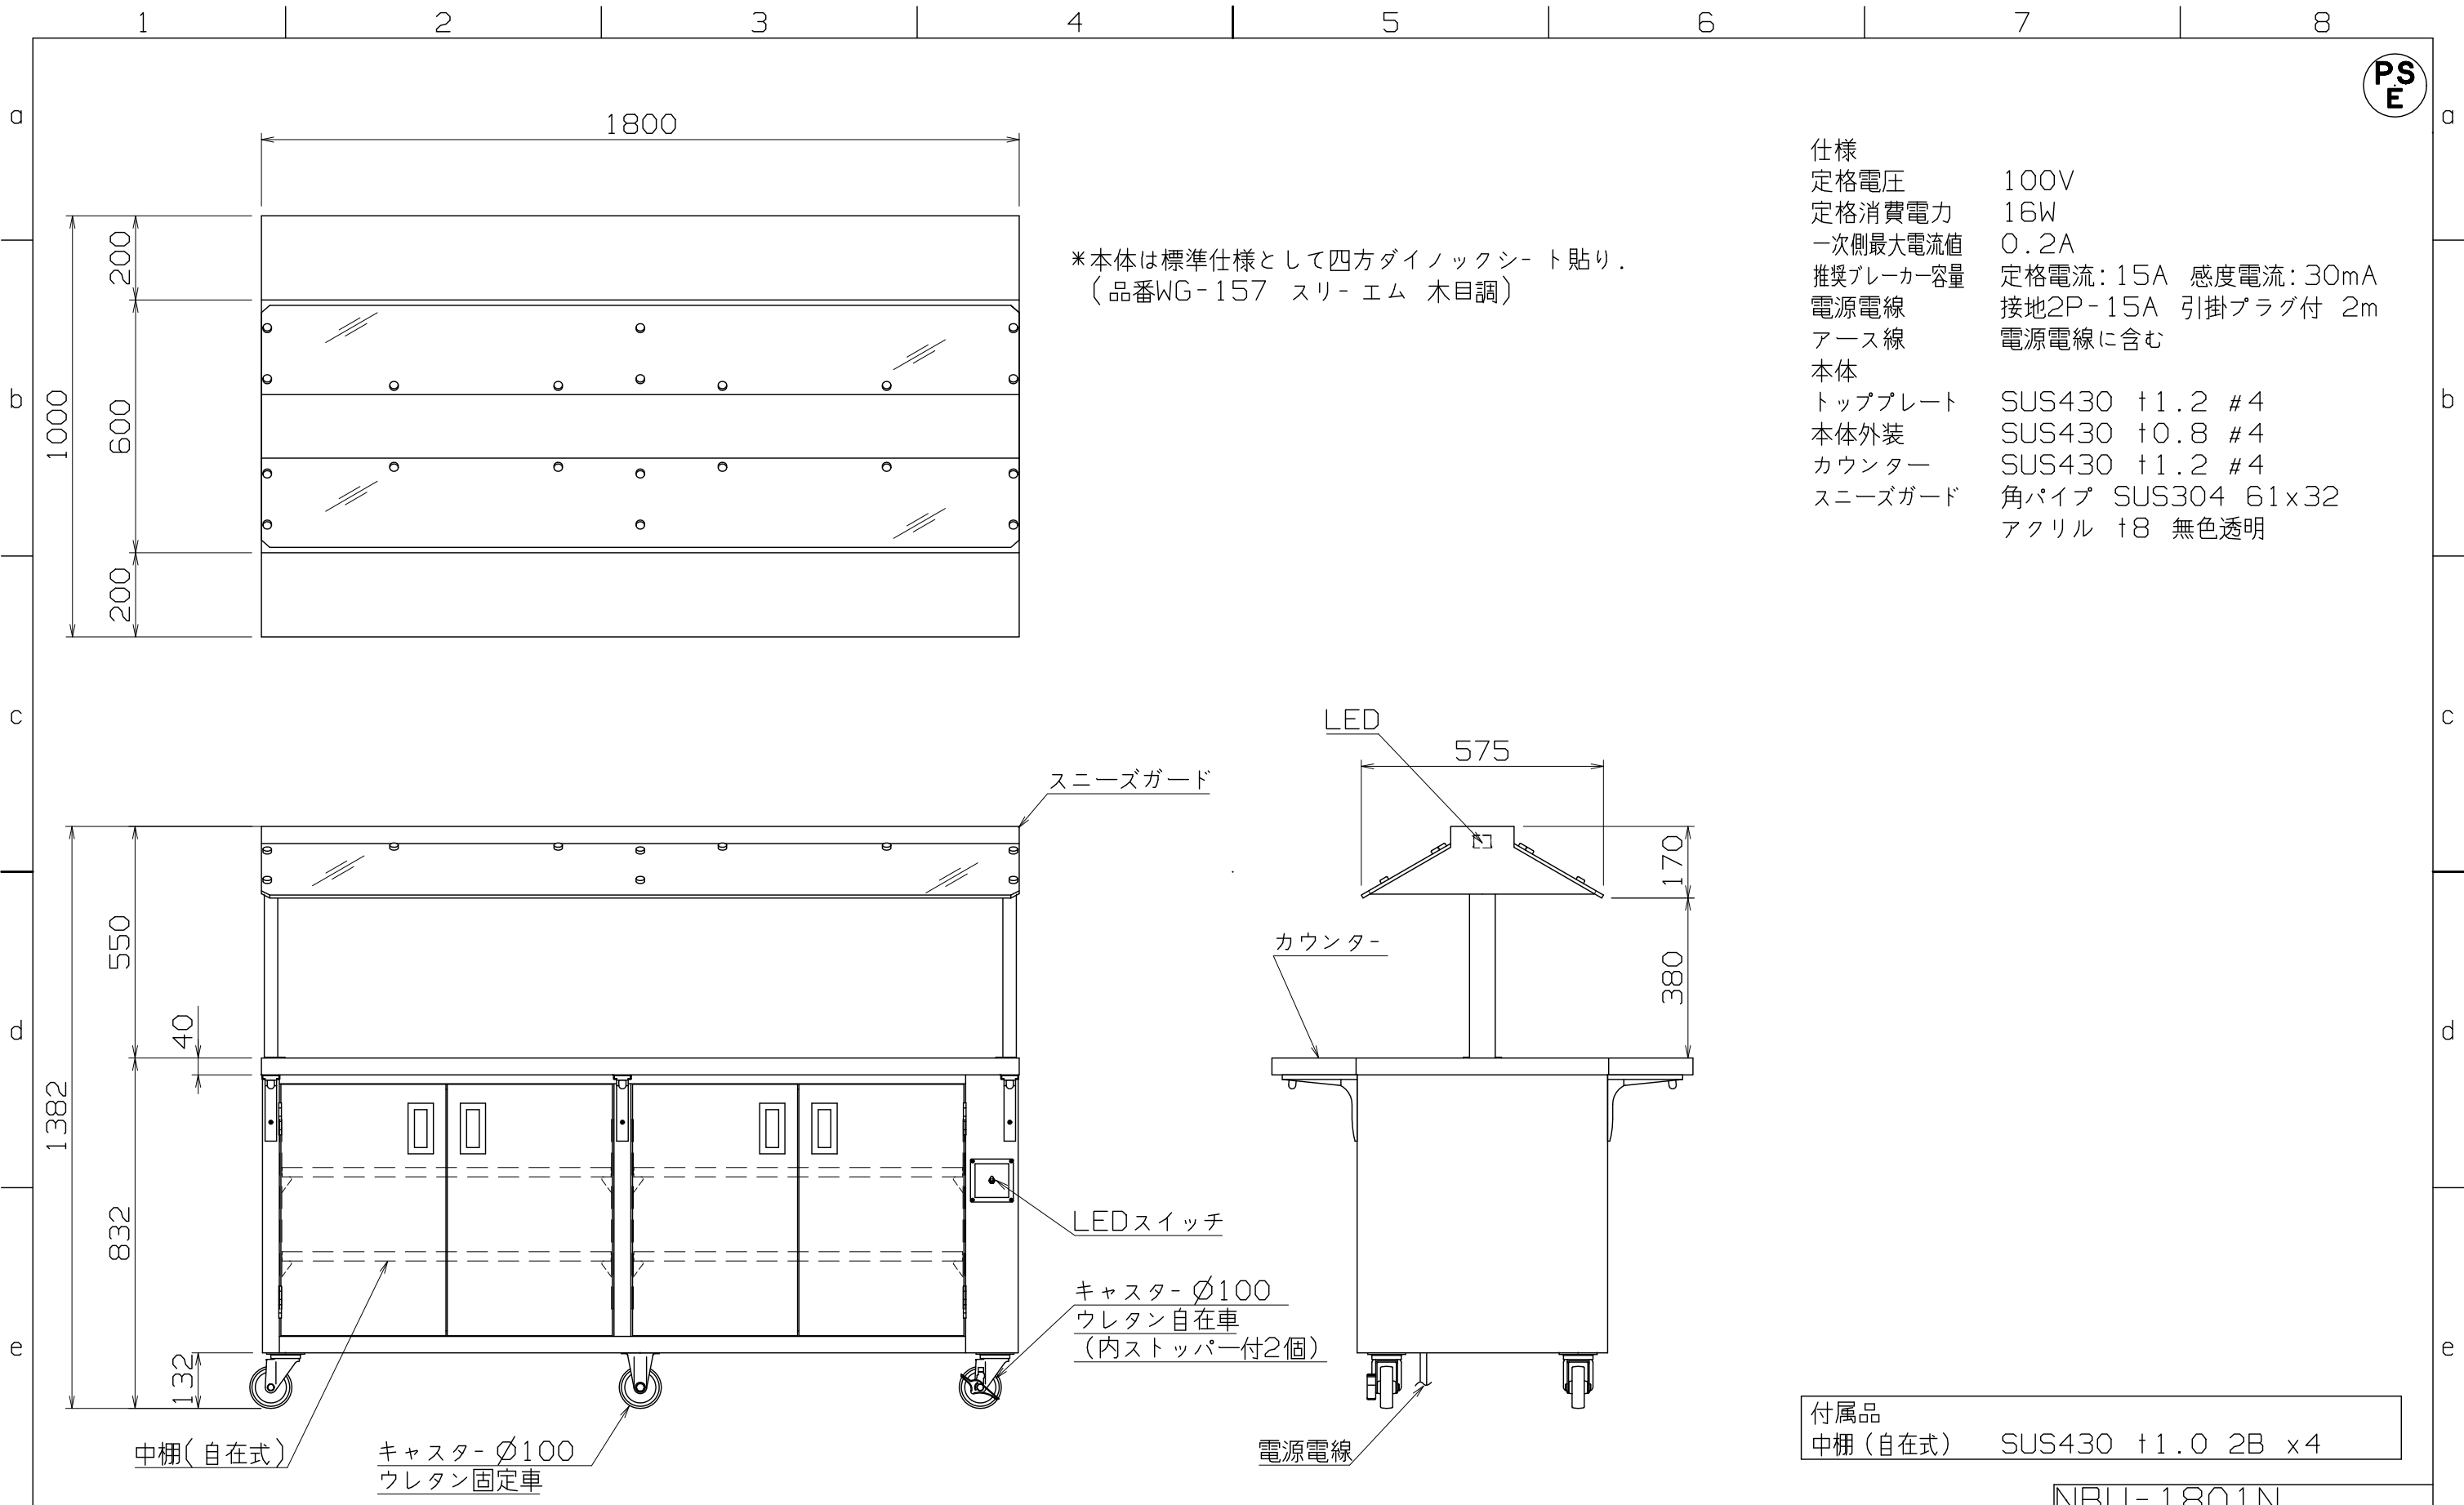 1 2 3 4 5 6 7 8
PS
E
a
a
1800
200
600
200
1000
b
b
*本体は標準仕様として四方ダイノックシート貼り.
(品番WG-157 スリーエム 木目調)
仕様
定格電圧 100V
定格消費電力 16W
一次側最大電流値 0.2A
推奨ブレーカー容量 定格電流:15A 感度電流:30mA
電源電線 接地2P-15A 引掛プラグ付 2m
アース線 電源電線に含む
本体
トッププレート SUS430 t1.2 #4
本体外装 SUS430 t0.8 #4
カウンター SUS430 t1.2 #4
スニーズガード 角パイプ SUS304 61x32
アクリル t8 無色透明
c
c
LED
575
スニーズガード
170
カウンター
380
550
40
d
d
1382
832
LEDスイッチ
キャスターØ100
ウレタン自在車
(内ストッパー付2個)
e
e
132
中棚(自在式)
キャスターØ100
ウレタン固定車
電源電線
付属品
中棚(自在式) SUS430 t1.0 2B x4
NBU-1801N